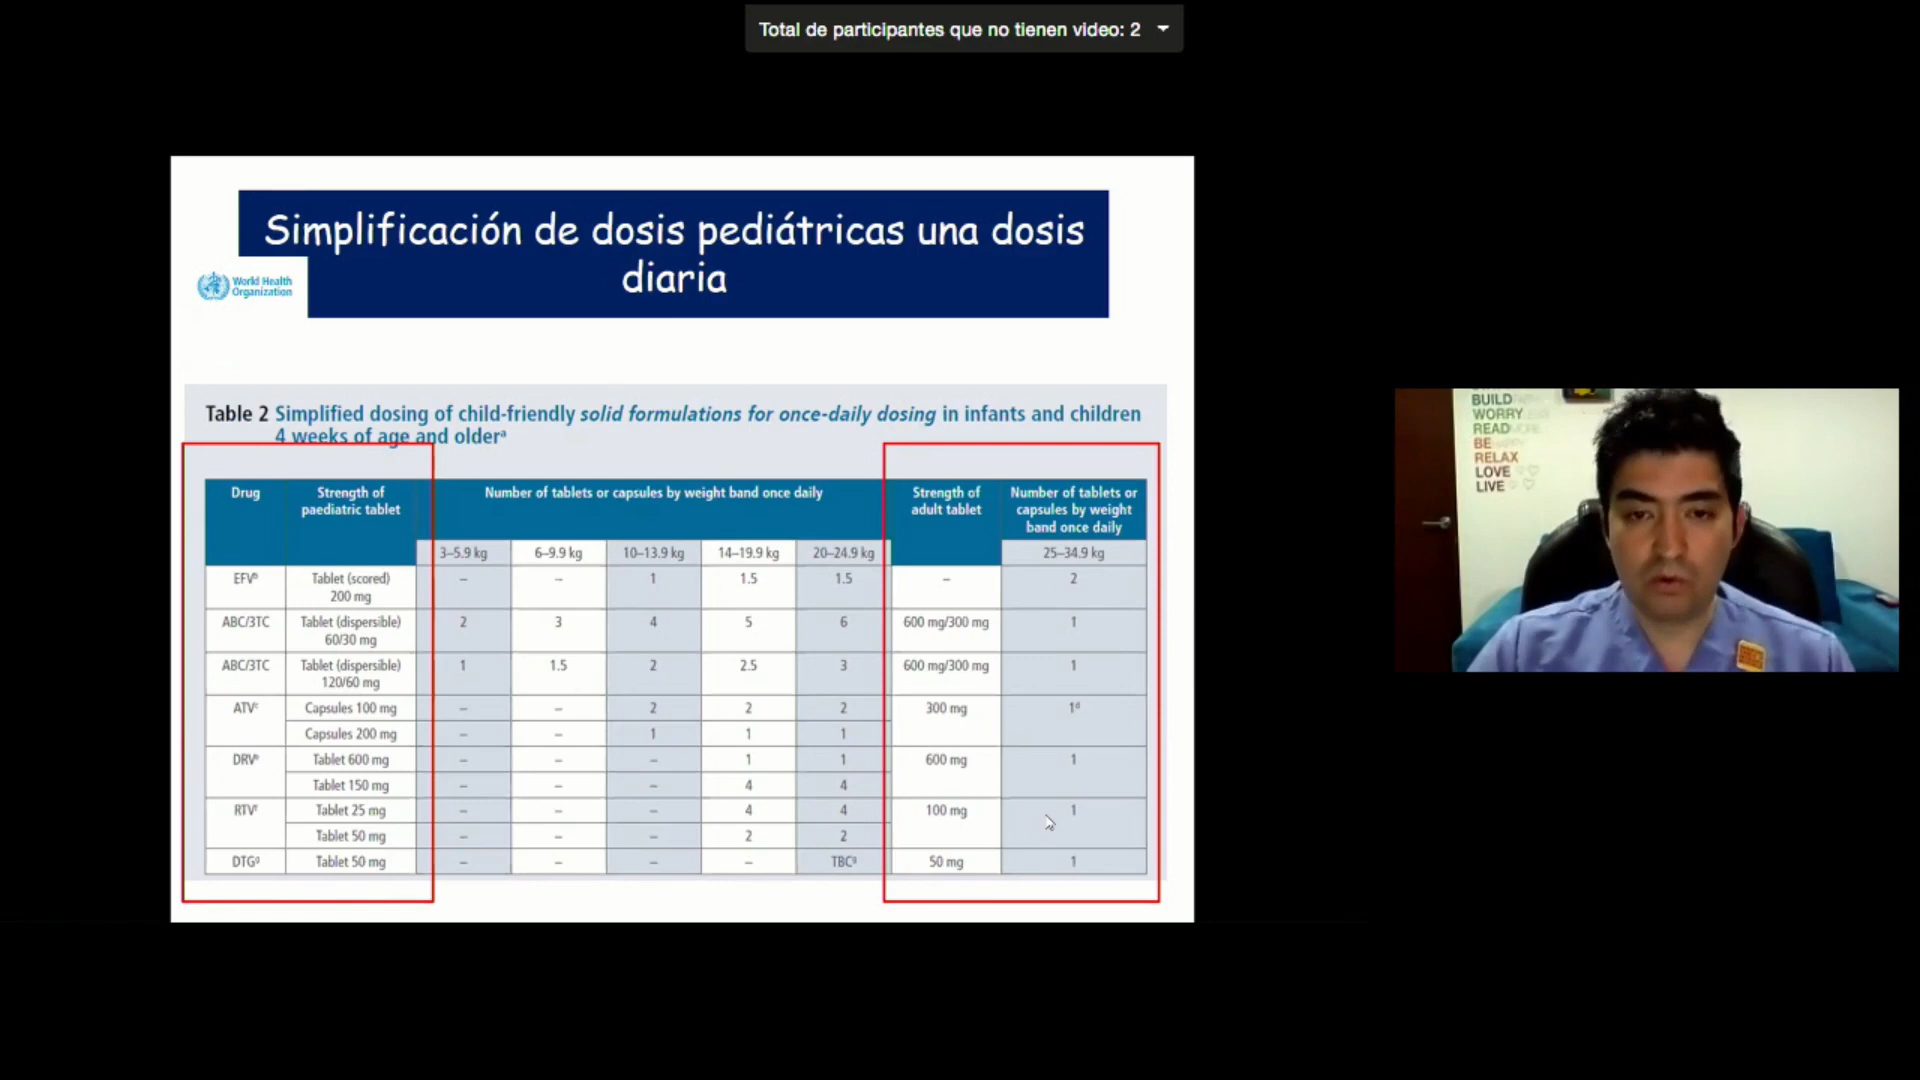 Total de participantes que no tienen video: 2
Simplificación de dosis pediátricas una dosis
diaria
World Health
Organization
Table 2 Simplified dosing of child-friendly solid formulations for once-daily dosing in infants and children
4 weeks of age and olderᵃ
Drug Strength of paediatric tablet Number of tablets or capsules by weight band once daily Strength of adult tablet Number of tablets or capsules by weight band once daily
3–5.9 kg 6–9.9 kg 10–13.9 kg 14–19.9 kg 20–24.9 kg 25–34.9 kg
EFVᵇ Tablet (scored) 200 mg – – 1 1.5 1.5 – 2
ABC/3TC Tablet (dispersible) 60/30 mg 2 3 4 5 6 600 mg/300 mg 1
ABC/3TC Tablet (dispersible) 120/60 mg 1 1.5 2 2.5 3 600 mg/300 mg 1
ATVᶜ Capsules 100 mg – – 2 2 2 300 mg 1ᵈ
Capsules 200 mg – – 1 1 1
DRVᵉ Tablet 600 mg – – – 1 1 600 mg 1
Tablet 150 mg – – – 4 4
RTVᶠ Tablet 25 mg – – – 4 4 100 mg 1
Tablet 50 mg – – – 2 2
DTGᵍ Tablet 50 mg – – – – TBCᵍ 50 mg 1
BUILD
WORRY
READ
BE
RELAX
LOVE
LIVE